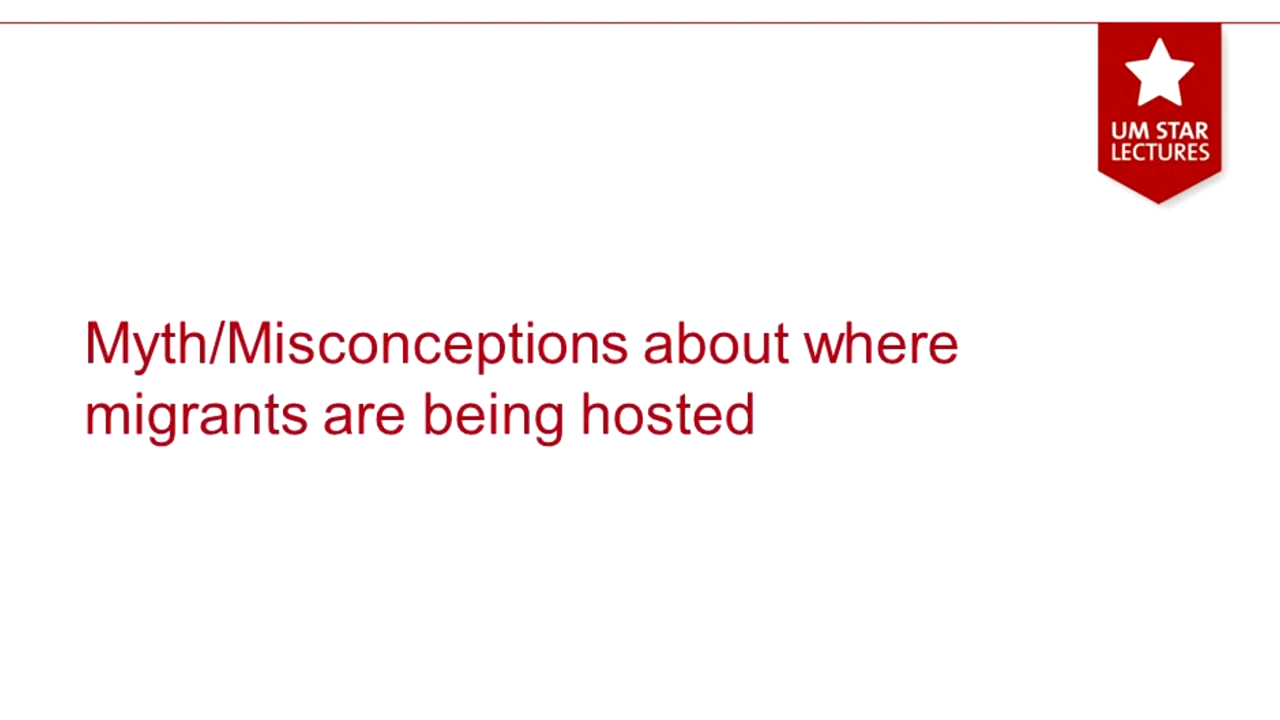 UM STAR
LECTURES
Myth/Misconceptions about where
migrants are being hosted